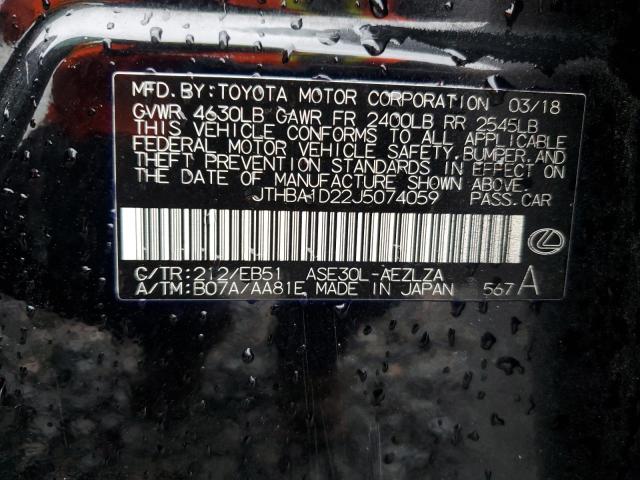 MFD. BY: TOYOTA MOTOR CORPORATION 03/18
GVWR 4630LB GAWR FR 2400LB RR 2545LB
THIS VEHICLE CONFORMS TO ALL APPLICABLE
FEDERAL MOTOR VEHICLE SAFETY, BUMPER, AND
THEFT PREVENTION STANDARDS IN EFFECT ON
THE DATE OF MANUFACTURE SHOWN ABOVE.
JTHBA1D22J5074059 PASS. CAR
C/TR: 212/EB51 ASE30L-AEZLZA
A/TM: B07A/AA81E MADE IN JAPAN 567 A